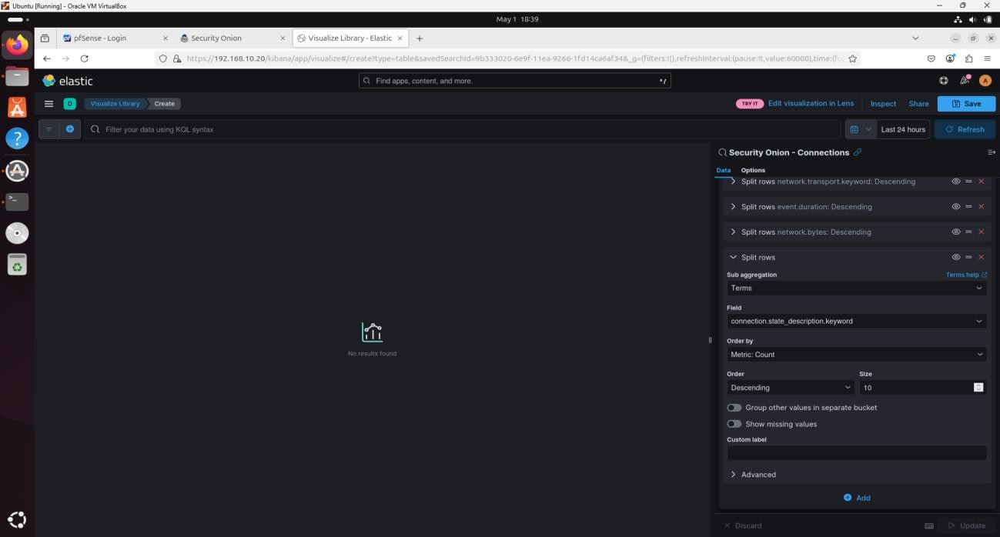 Ubuntu [Running] - Oracle VM VirtualBox
May 1 18:39
pfSense - Login
Security Onion
Visualize Library - Elastic
https://192.168.10.20/kibana/app/visualize#/create?type=table&savedSearchId=9b333020-6e9f-11ea-9266-1fd14ca6af34&_g=(filters:!(),refreshInterval:(pause:!t,value:60000),time:(fr
elastic
Find apps, content, and more.
^/
A
D
Visualize Library
Create
TRY IT
Edit visualization in Lens
Inspect
Share
Save
Filter your data using KQL syntax
Last 24 hours
Refresh
Security Onion - Connections
Data
Options
Split rows network.transport.keyword: Descending
Split rows event.duration: Descending
Split rows network.bytes: Descending
Split rows
Sub aggregation
Terms help
Terms
Field
connection.state_description.keyword
Order by
Metric: Count
Order
Size
Descending
10
Group other values in separate bucket
Show missing values
Custom label
Advanced
Add
No results found
Discard
Update